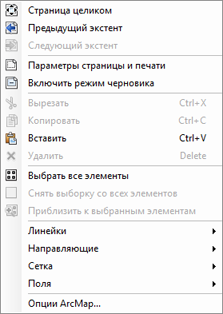 Страница целиком
Предыдущий экстент
Следующий экстент
Параметры страницы и печати
Включить режим черновика
Вырезать Ctrl+X
Копировать Ctrl+C
Вставить Ctrl+V
Удалить Delete
Выбрать все элементы
Снять выборку со всех элементов
Приблизить к выбранным элементам
Линейки
Направляющие
Сетка
Поля
Опции ArcMap...